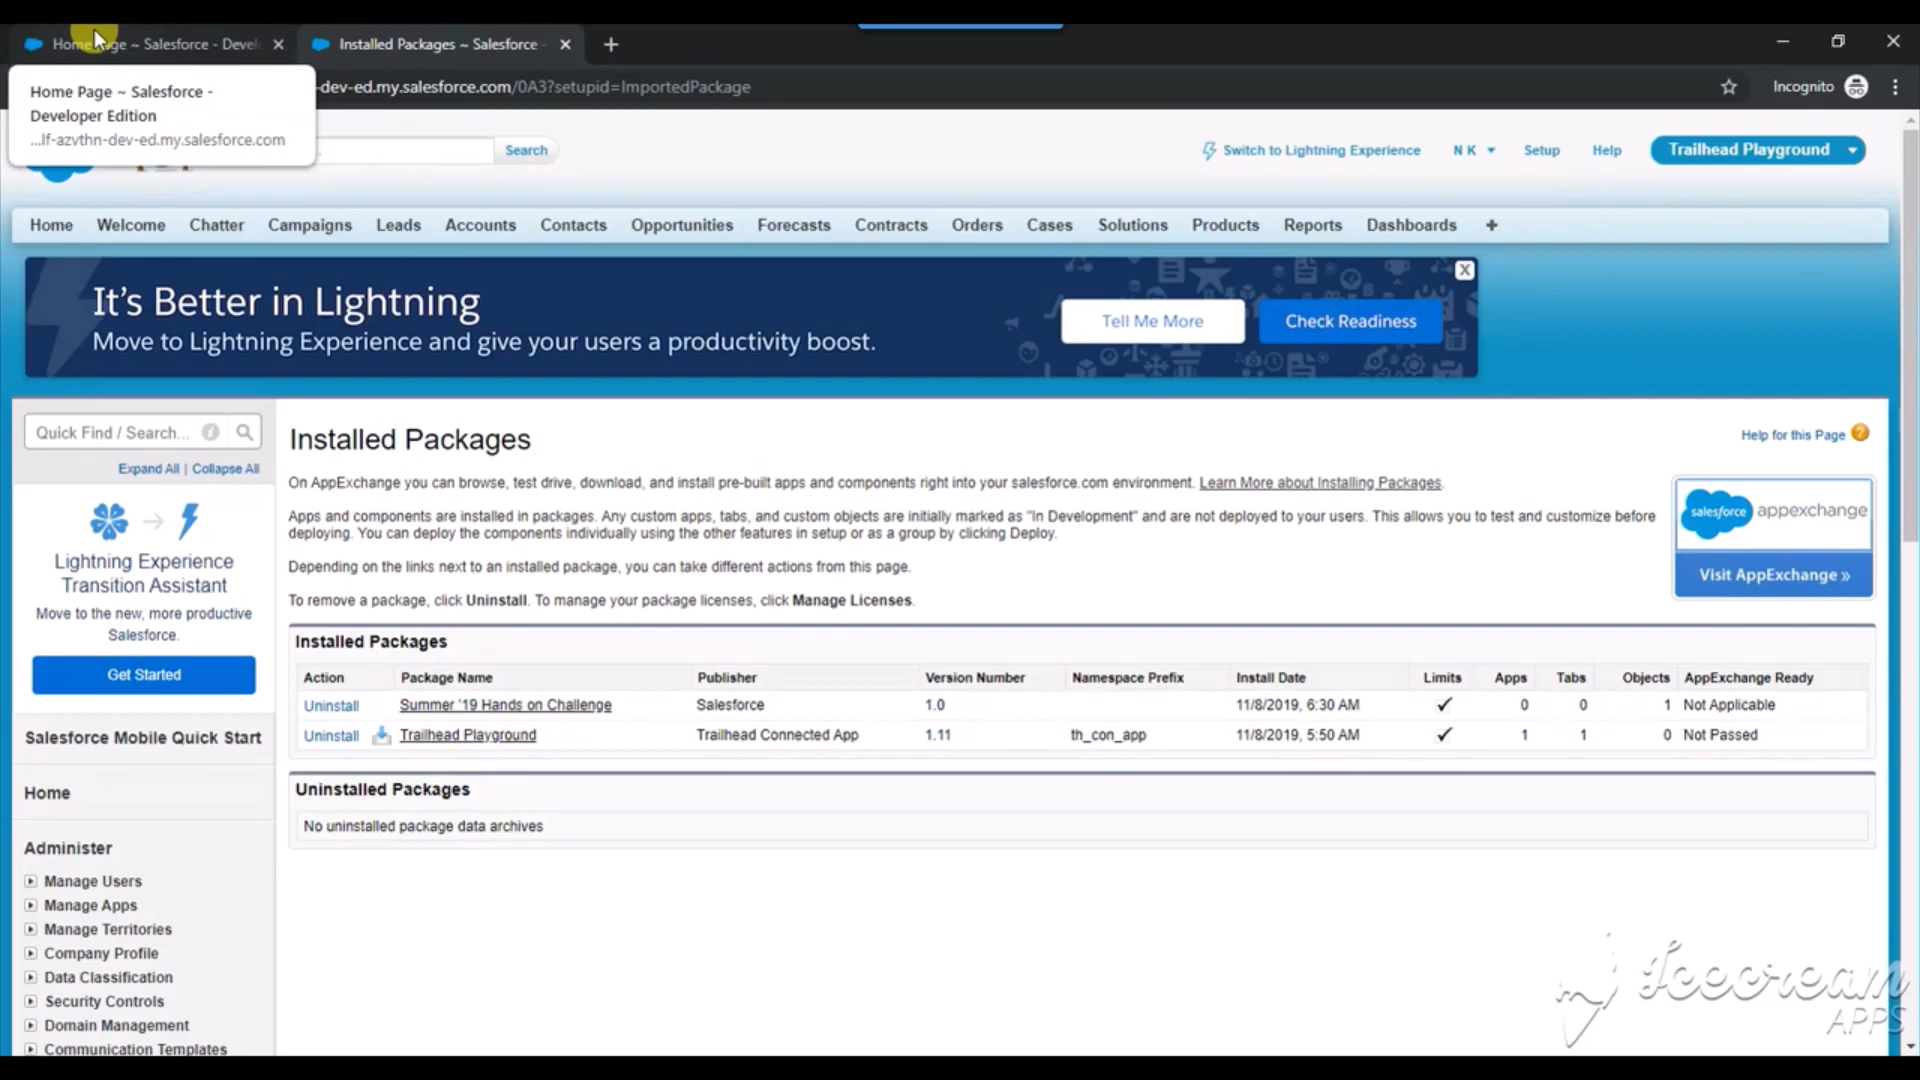 Home Page ~ Salesforce - Devel
Installed Packages ~ Salesforce -
Home Page ~ Salesforce -
Developer Edition
...lf-azvthn-dev-ed.my.salesforce.com
-dev-ed.my.salesforce.com/0A3?setupid=ImportedPackage
Incognito
Search
Switch to Lightning Experience
N K
Setup
Help
Trailhead Playground
Home
Welcome
Chatter
Campaigns
Leads
Accounts
Contacts
Opportunities
Forecasts
Contracts
Orders
Cases
Solutions
Products
Reports
Dashboards
+
It's Better in Lightning
Move to Lightning Experience and give your users a productivity boost.
Tell Me More
Check Readiness
X
Quick Find / Search...
Expand All | Collapse All
Lightning Experience
Transition Assistant
Move to the new, more productive
Salesforce.
Get Started
Salesforce Mobile Quick Start
Home
Administer
Manage Users
Manage Apps
Manage Territories
Company Profile
Data Classification
Security Controls
Domain Management
Communication Templates
Installed Packages
Help for this Page ?
On AppExchange you can browse, test drive, download, and install pre-built apps and components right into your salesforce.com environment. Learn More about Installing Packages.
Apps and components are installed in packages. Any custom apps, tabs, and custom objects are initially marked as "In Development" and are not deployed to your users. This allows you to test and customize before
deploying. You can deploy the components individually using the other features in setup or as a group by clicking Deploy.
Depending on the links next to an installed package, you can take different actions from this page.
To remove a package, click Uninstall. To manage your package licenses, click Manage Licenses.
salesforce appexchange
Visit AppExchange »
Installed Packages
Action Package Name Publisher Version Number Namespace Prefix Install Date Limits Apps Tabs Objects AppExchange Ready
Uninstall Summer '19 Hands on Challenge Salesforce 1.0 11/8/2019, 6:30 AM ✓ 0 0 1 Not Applicable
Uninstall Trailhead Playground Trailhead Connected App 1.11 th_con_app 11/8/2019, 5:50 AM ✓ 1 1 0 Not Passed
Uninstalled Packages
No uninstalled package data archives
Icecream
APPS